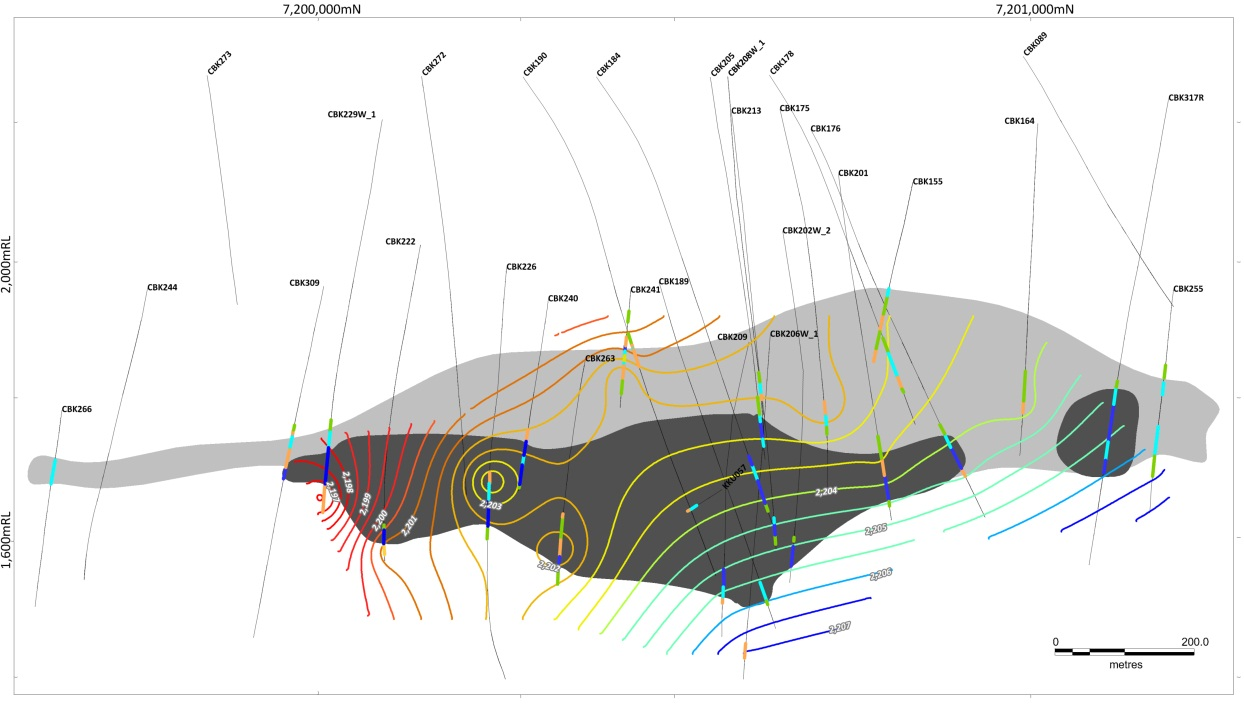 7,200,000mN
7,201,000mN
CBK273
CBK272
CBK190
CBK184
CBK205
CBK208W_1
CBK178
CBK089
CBK229W_1
CBK213
CBK175
CBK176
CBK164
CBK317R
CBK201
CBK155
CBK222
CBK202W_2
2,000mRL
CBK244
CBK309
CBK226
CBK240
CBK241
CBK189
CBK255
CBK209
CBK206W_1
CBK263
CBK266
2,197
2,198
2,199
2,200
2,201
2,203
2,202
2,204
2,205
2,206
2,207
1,600mRL
0
200.0
metres